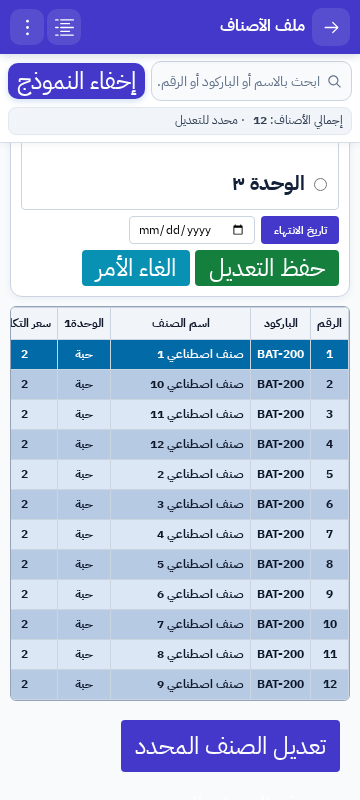 ملف الأصناف
ابحث بالاسم أو الباركود أو الرقم.
إخفاء النموذج
إجمالي الأصناف: 12 · محدد للتعديل
الوحدة ٣
تاريخ الانتهاء mm/dd/yyyy
حفظ التعديل الغاء الأمر
الرقم الباركود اسم الصنف الوحدة1 سعر التكا
1 BAT-200 صنف اصطناعي 1 حبة 2
2 BAT-200 صنف اصطناعي 10 حبة 2
3 BAT-200 صنف اصطناعي 11 حبة 2
4 BAT-200 صنف اصطناعي 12 حبة 2
5 BAT-200 صنف اصطناعي 2 حبة 2
6 BAT-200 صنف اصطناعي 3 حبة 2
7 BAT-200 صنف اصطناعي 4 حبة 2
8 BAT-200 صنف اصطناعي 5 حبة 2
9 BAT-200 صنف اصطناعي 6 حبة 2
10 BAT-200 صنف اصطناعي 7 حبة 2
11 BAT-200 صنف اصطناعي 8 حبة 2
12 BAT-200 صنف اصطناعي 9 حبة 2
تعديل الصنف المحدد